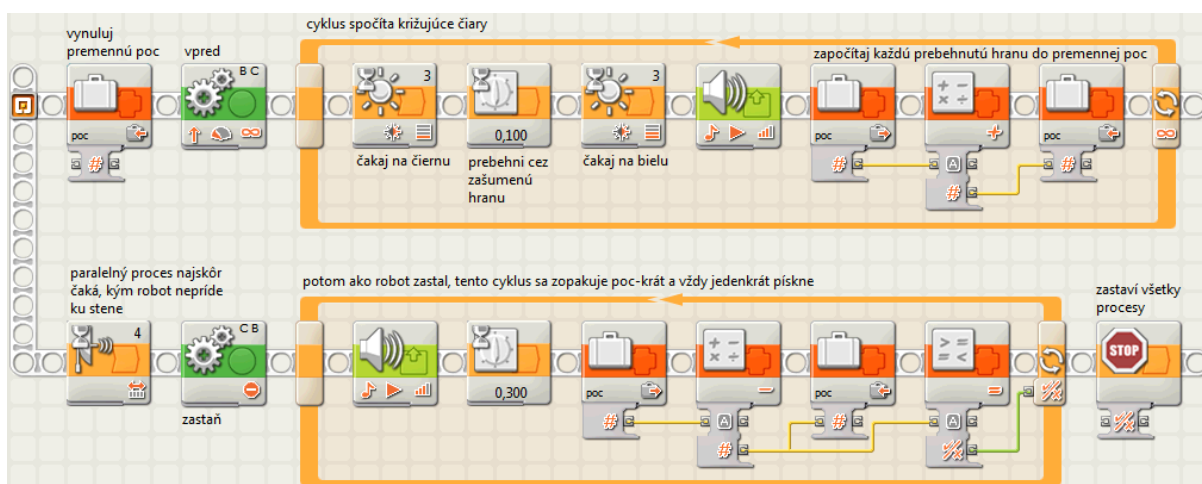 cyklus spočíta križujúce čiary
vynuluj
premennú poc
vpred
započítaj každú prebehnutú hranu do premennej poc
B C
3
3
poc
0,100
poc
poc
čakaj na čiernu
prebehni cez
zašumenú
hranu
čakaj na bielu
#
#
A
#
#
paralelný proces najskôr
čaká, kým robot nepríde
ku stene
potom ako robot zastal, tento cyklus sa zopakuje poc-krát a vždy jedenkrát pískne
zastaví všetky
procesy
4
C B
STOP
0,300
poc
poc
zastaň
#
A
#
#
A